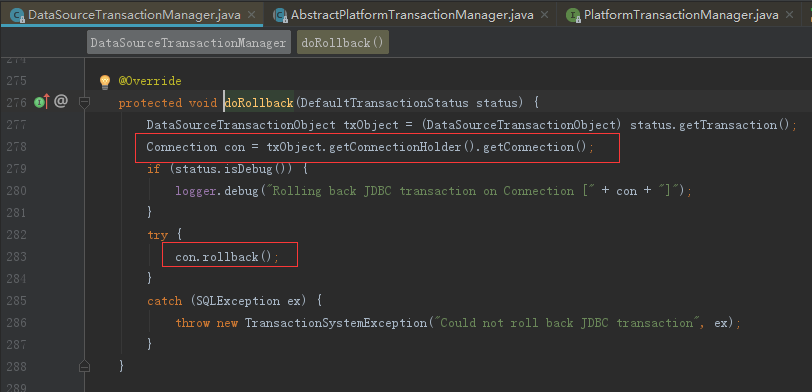 DataSourceTransactionManager.java × AbstractPlatformTransactionManager.java × PlatformTransactionManager.java ×
DataSourceTransactionManager doRollback()
274
275 @Override
276 @ protected void doRollback(DefaultTransactionStatus status) {
277 DataSourceTransactionObject txObject = (DataSourceTransactionObject) status.getTransaction();
278 Connection con = txObject.getConnectionHolder().getConnection();
279 if (status.isDebug()) {
280 logger.debug("Rolling back JDBC transaction on Connection [" + con + "]");
281 }
282 try {
283 con.rollback();
284 }
285 catch (SQLException ex) {
286 throw new TransactionSystemException("Could not roll back JDBC transaction", ex);
287 }
288 }